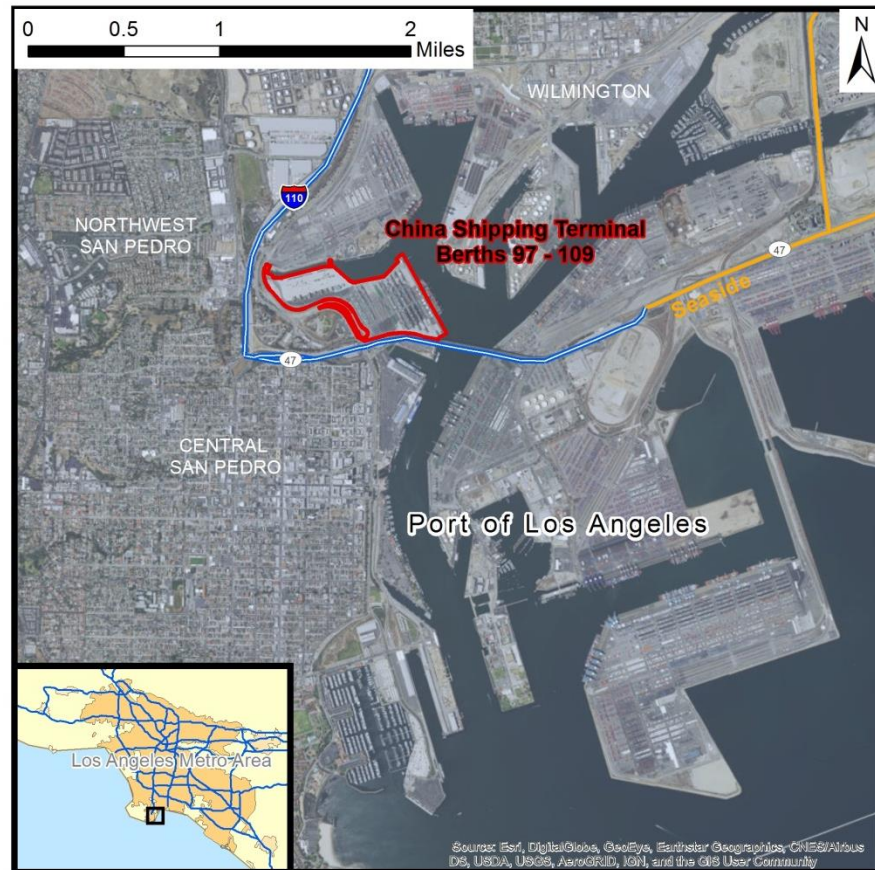 0 0.5 1 2
Miles
N
WILMINGTON
110
NORTHWEST
SAN PEDRO
China Shipping Terminal
Berths 97 - 109
47
Seaside
47
CENTRAL
SAN PEDRO
Port of Los Angeles
Los Angeles Metro Area
Source: Esri, DigitalGlobe, GeoEye, Earthstar Geographics, CNES/Airbus
DS, USDA, USGS, AeroGRID, IGN, and the GIS User Community